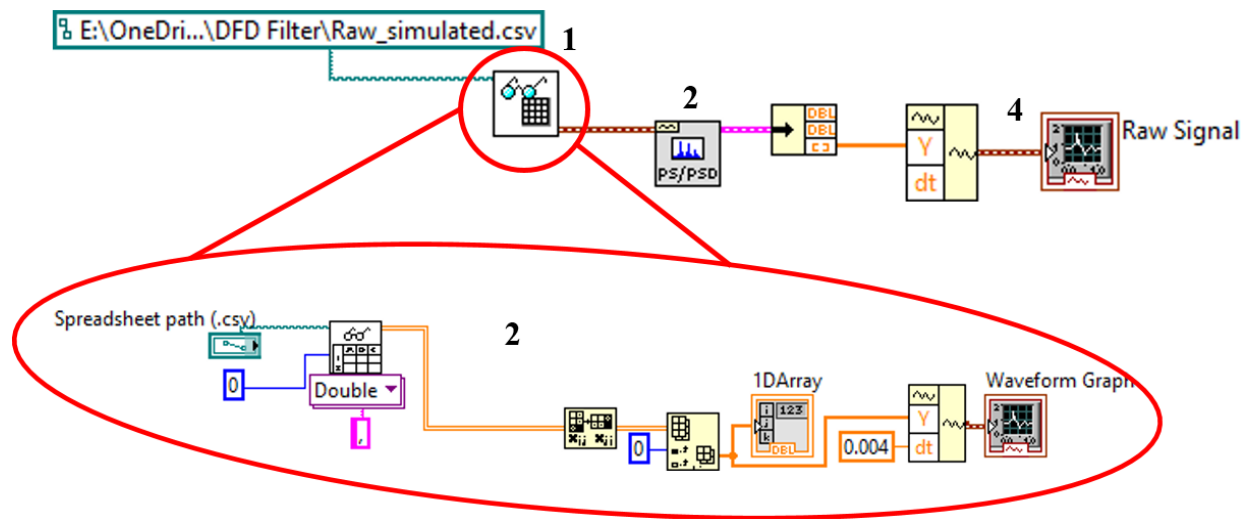 E:\OneDri...\DFD Filter\Raw_simulated.csv
1
2
4
DBL
DBL
Raw Signal
Y
dt
PS/PSD
Spreadsheet path (.csv)
2
0
Double
,
1DArray
123
i
j
k
DBL
0
Waveform Graph
Y
dt
0.004